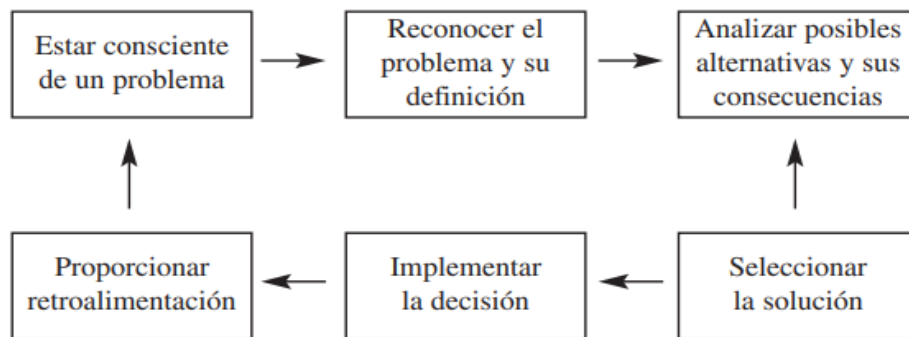 Estar consciente
de un problema
Reconocer el
problema y su
definición
Analizar posibles
alternativas y sus
consecuencias
Proporcionar
retroalimentación
Implementar
la decisión
Seleccionar
la solución